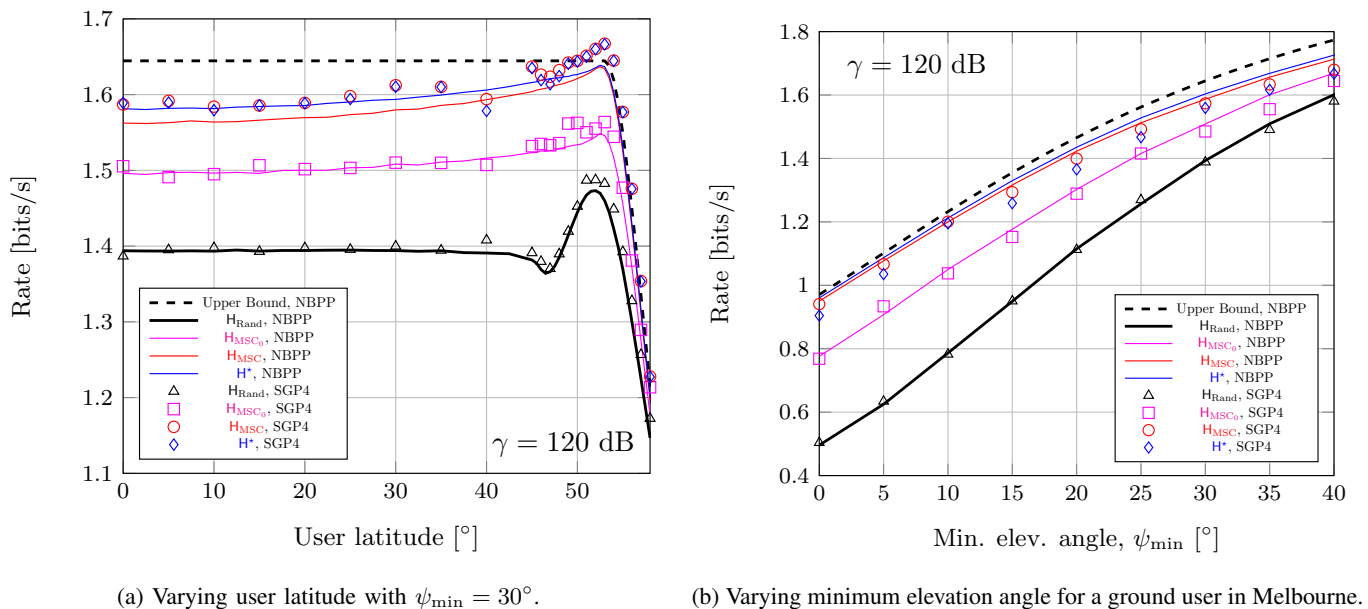 1.7
1.6
1.5
1.4
1.3
1.2
1.1
Rate [bits/s]
Upper Bound, NBPP
H_Rand, NBPP
H_MSC₀, NBPP
H_MSC, NBPP
H⋆, NBPP
H_Rand, SGP4
H_MSC₀, SGP4
H_MSC, SGP4
H⋆, SGP4
γ = 120 dB
0 10 20 30 40 50
User latitude [°]
(a) Varying user latitude with ψ_min = 30°.
1.8
1.6
1.4
1.2
1
0.8
0.6
0.4
Rate [bits/s]
γ = 120 dB
Upper Bound, NBPP
H_Rand, NBPP
H_MSC₀, NBPP
H_MSC, NBPP
H⋆, NBPP
H_Rand, SGP4
H_MSC₀, SGP4
H_MSC, SGP4
H⋆, SGP4
0 5 10 15 20 25 30 35 40
Min. elev. angle, ψ_min [°]
(b) Varying minimum elevation angle for a ground user in Melbourne.